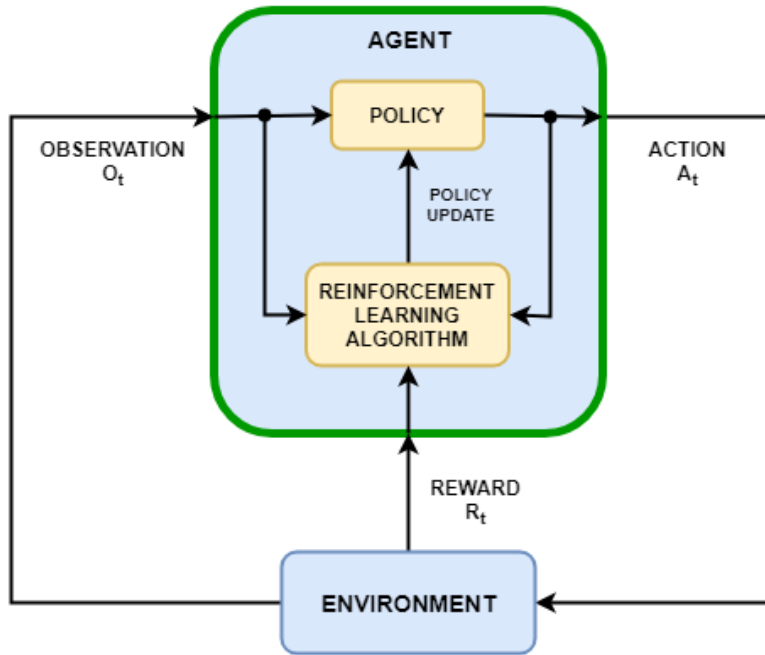 AGENT
POLICY
OBSERVATION
Oₜ
ACTION
Aₜ
POLICY
UPDATE
REINFORCEMENT
LEARNING
ALGORITHM
REWARD
Rₜ
ENVIRONMENT